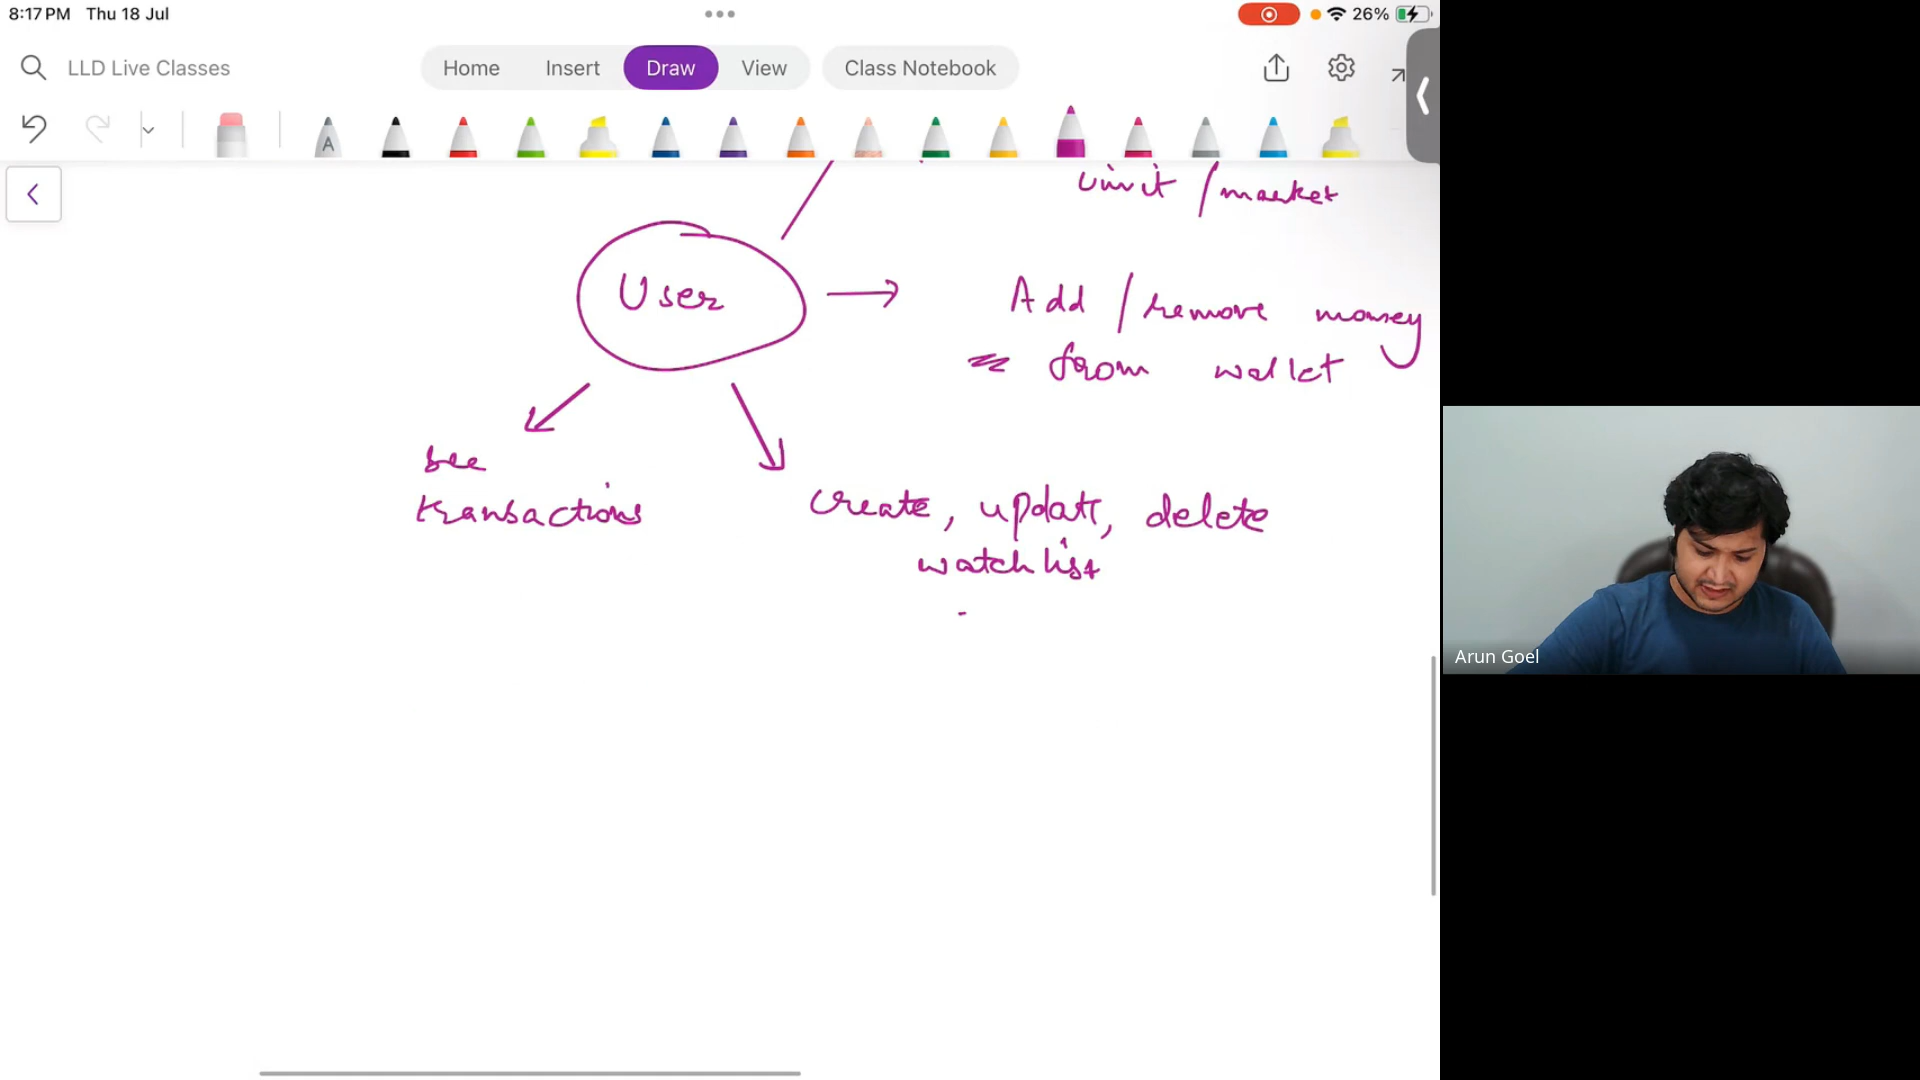 8:17 PM Thu 18 Jul
26%
LLD Live Classes
Home Insert Draw View Class Notebook
A
Limit / market
User
Add / remove money
from wallet
see
transactions
create, update, delete
watchlist
Arun Goel